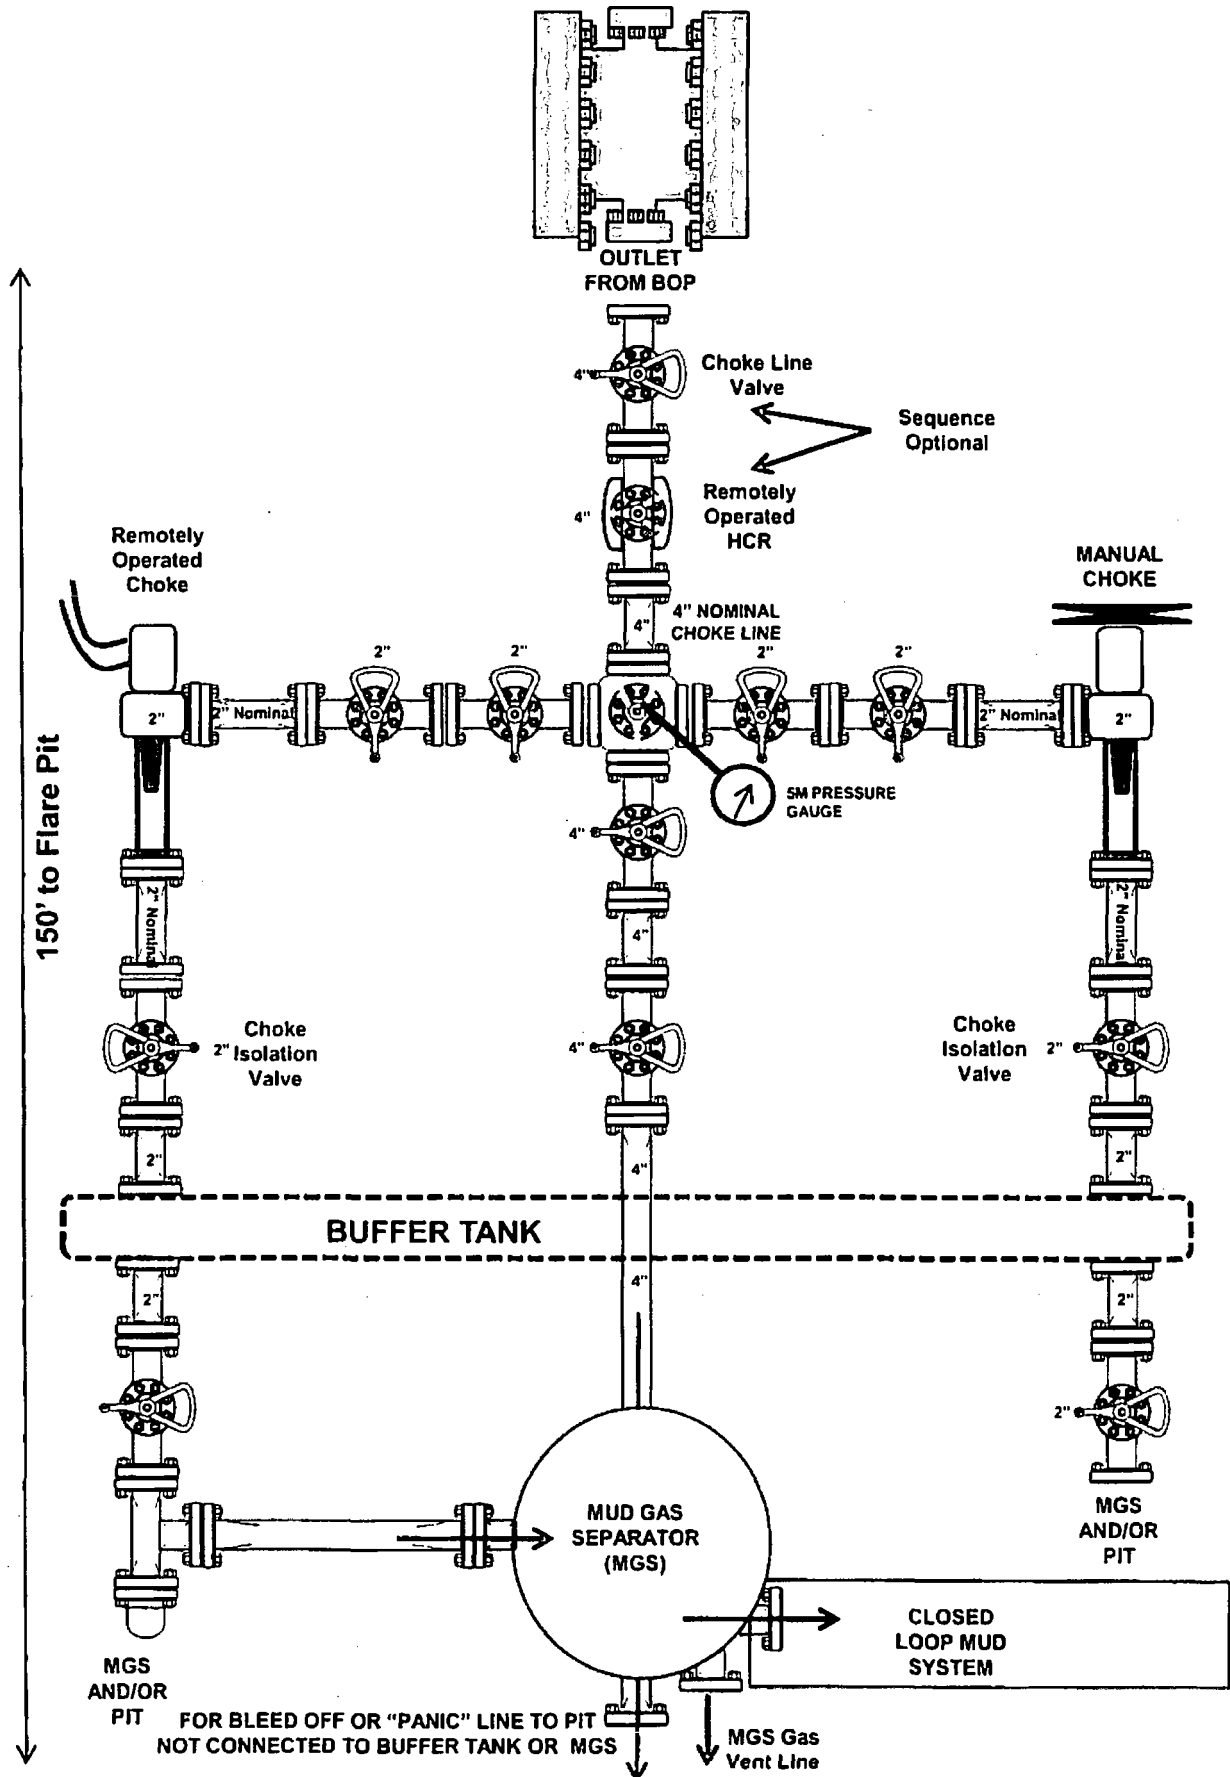 OUTLET
FROM BOP
4"
Choke Line
Valve
Sequence
Optional
4"
Remotely
Operated
HCR
Remotely
Operated
Choke
MANUAL
CHOKE
4"
4" NOMINAL
CHOKE LINE
2"
2"
2"
2"
2"
2" Nominal
2" Nominal
2"
5M PRESSURE
GAUGE
150' to Flare Pit
4"
2" Nominal
2" Nominal
4"
Choke
Isolation
Valve
2"
4"
Choke
Isolation
Valve
2"
2"
4"
2"
BUFFER TANK
2"
4"
2"
2"
MUD GAS
SEPARATOR
(MGS)
MGS
AND/OR
PIT
CLOSED
LOOP MUD
SYSTEM
MGS
AND/OR
PIT
FOR BLEED OFF OR "PANIC" LINE TO PIT
NOT CONNECTED TO BUFFER TANK OR MGS
MGS Gas
Vent Line